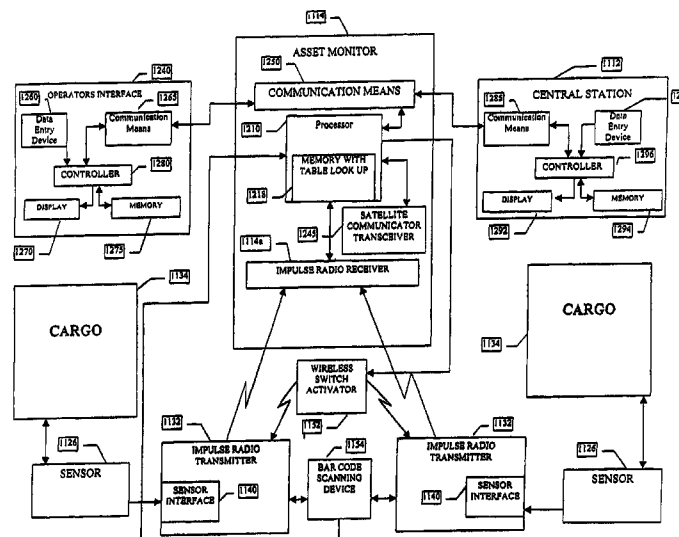 1114
ASSET MONITOR
1250
COMMUNICATION MEANS
1210
Processor
MEMORY WITH
TABLE LOOK UP
1218
SATELLITE
COMMUNICATOR
TRANSCEIVER
1245
1114a
IMPULSE RADIO RECEIVER
1240
OPERATORS INTERFACE
1260
1265
Data
Entry
Device
Communication
Means
1280
CONTROLLER
DISPLAY
MEMORY
1270
1275
1112
CENTRAL STATION
1285
Communication
Means
Data Entry
Device
CONTROLLER
1296
DISPLAY
MEMORY
1292
1294
1134
CARGO
CARGO
1134
WIRELESS
SWITCH
ACTIVATOR
1152
1126
SENSOR
1132
IMPULSE RADIO
TRANSMITTER
SENSOR
INTERFACE
1140
1154
BAR CODE
SCANNING
DEVICE
1132
IMPULSE RADIO
TRANSMITTER
1140
SENSOR
INTERFACE
1126
SENSOR